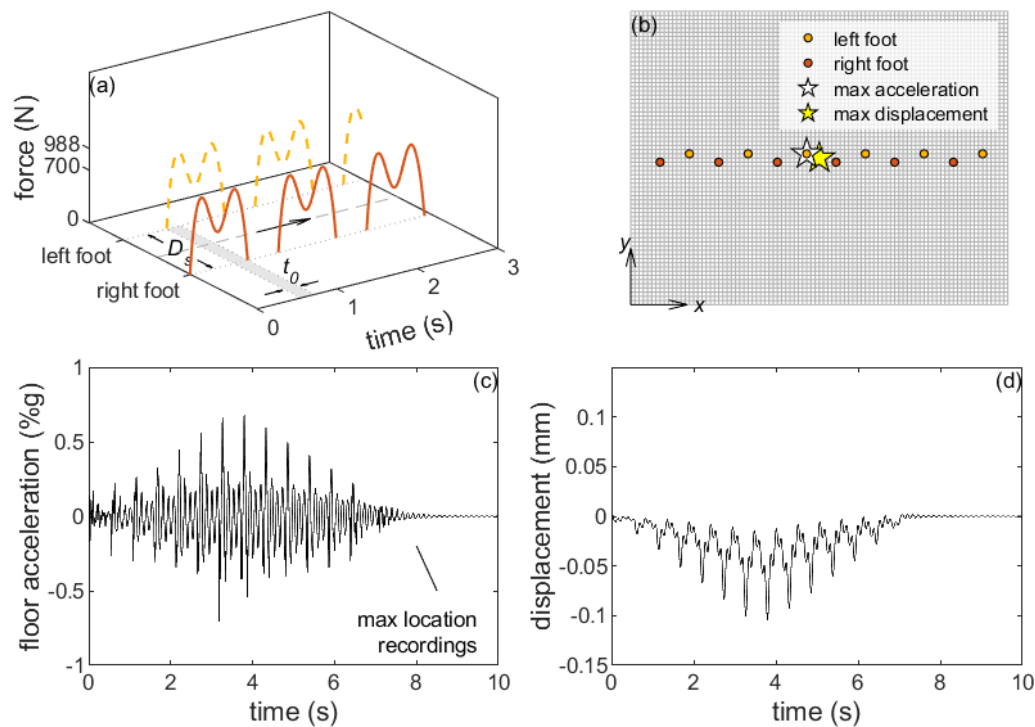 (a)
force (N)
988
700
0
left foot
right foot
D_s
t_0
0
1
2
3
time (s)
(b)
left foot
right foot
max acceleration
max displacement
y
x
(c)
floor acceleration (%g)
1
0.5
0
-0.5
-1
max location
recordings
0 2 4 6 8 10
time (s)
(d)
displacement (mm)
0.1
0.05
0
-0.05
-0.1
-0.15
0 2 4 6 8 10
time (s)